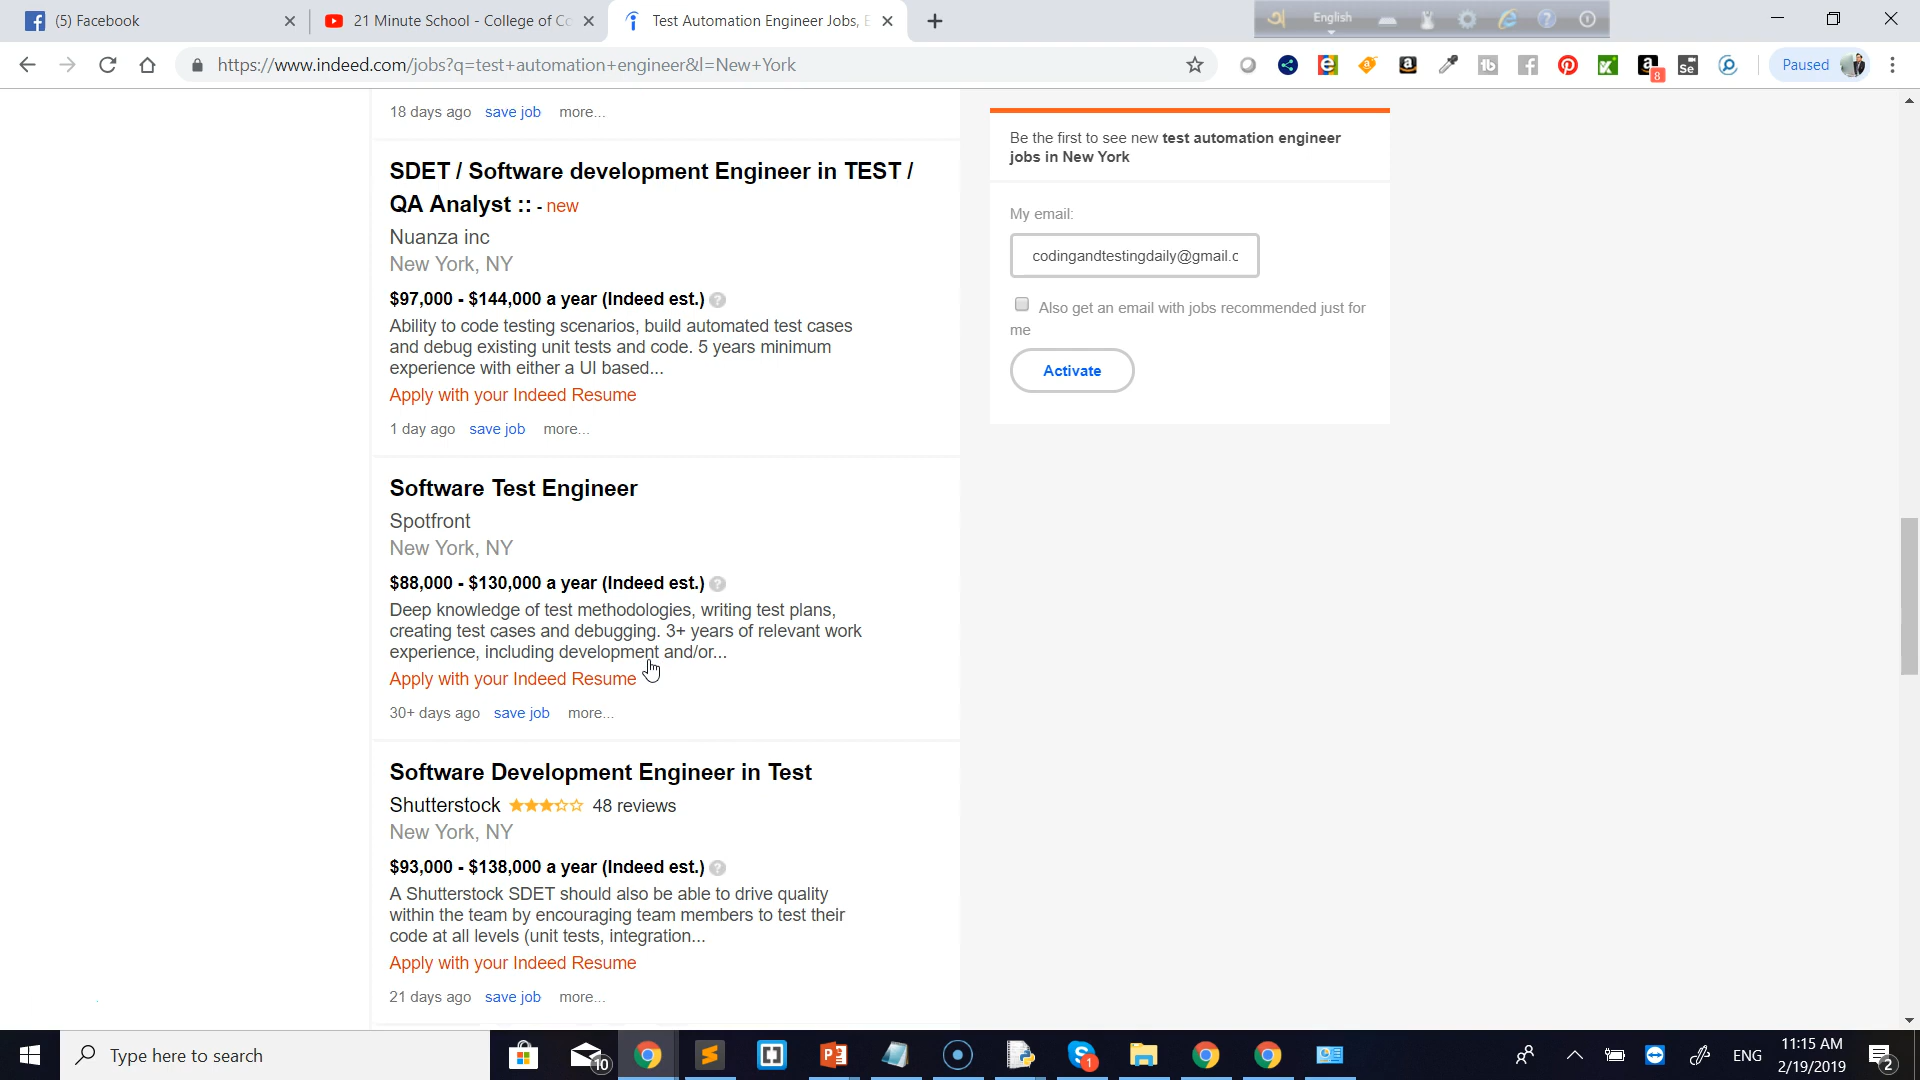 (5) Facebook
21 Minute School - College of Co
Test Automation Engineer Jobs, E
English
https://www.indeed.com/jobs?q=test+automation+engineer&l=New+York
8
Paused
18 days ago save job more...
SDET / Software development Engineer in TEST /
QA Analyst :: - new
Nuanza inc
New York, NY
$97,000 - $144,000 a year (Indeed est.) ?
Ability to code testing scenarios, build automated test cases
and debug existing unit tests and code. 5 years minimum
experience with either a UI based...
Apply with your Indeed Resume
1 day ago save job more...
Software Test Engineer
Spotfront
New York, NY
$88,000 - $130,000 a year (Indeed est.) ?
Deep knowledge of test methodologies, writing test plans,
creating test cases and debugging. 3+ years of relevant work
experience, including development and/or...
Apply with your Indeed Resume
30+ days ago save job more...
Software Development Engineer in Test
Shutterstock 48 reviews
New York, NY
$93,000 - $138,000 a year (Indeed est.) ?
A Shutterstock SDET should also be able to drive quality
within the team by encouraging team members to test their
code at all levels (unit tests, integration...
Apply with your Indeed Resume
21 days ago save job more...
Be the first to see new test automation engineer
jobs in New York
My email:
codingandtestingdaily@gmail.c
Also get an email with jobs recommended just for
me
Activate
Type here to search
10
1
ENG
11:15 AM
2/19/2019
2